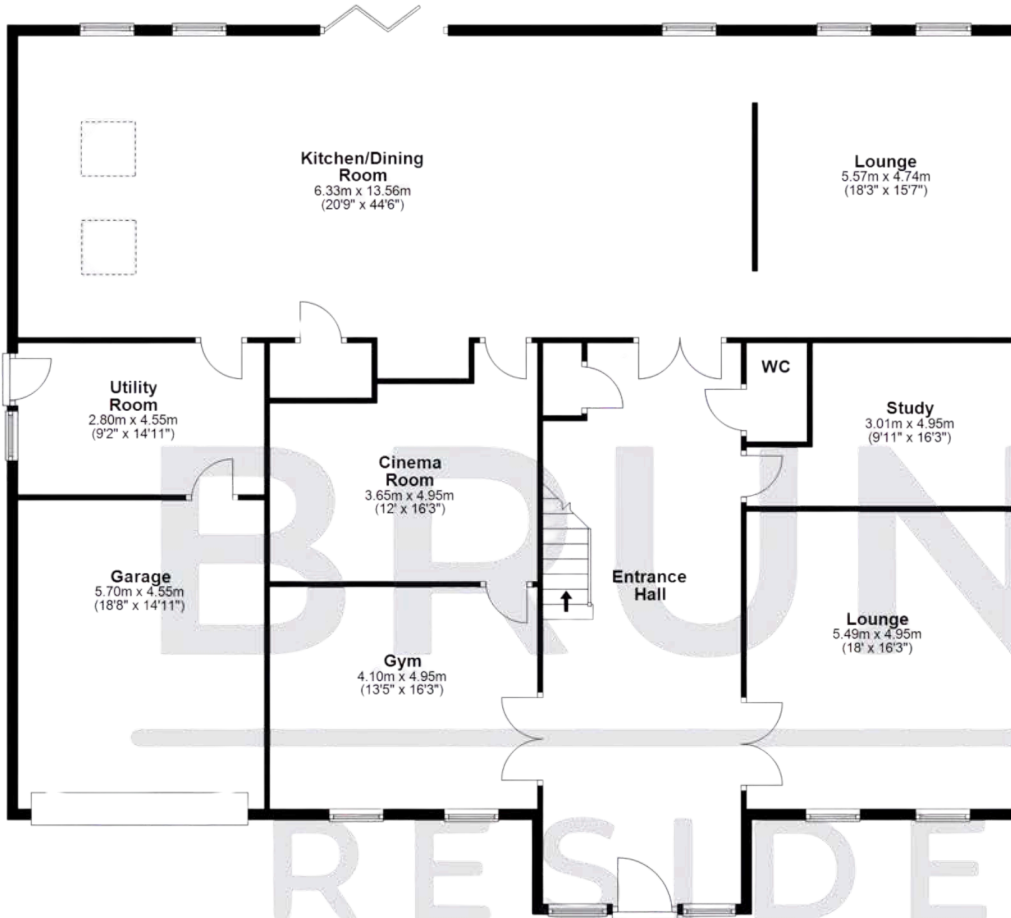 Kitchen/Dining
Room
6.33m x 13.56m
(20'9" x 44'6")
Lounge
5.57m x 4.74m
(18'3" x 15'7")
Utility
Room
2.80m x 4.55m
(9'2" x 14'11")
WC
Study
3.01m x 4.95m
(9'11" x 16'3")
Cinema
Room
3.65m x 4.95m
(12' x 16'3")
Garage
5.70m x 4.55m
(18'8" x 14'11")
Entrance
Hall
Lounge
5.49m x 4.95m
(18' x 16'3")
Gym
4.10m x 4.95m
(13'5" x 16'3")
BRUN
RESIDE